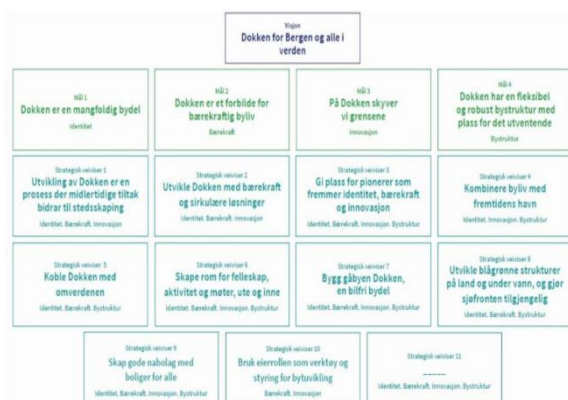 Visjon
Dokken for Bergen og alle i
verden
Mål 1
Dokken er en mangfoldig bydel
Identitet
Mål 2
Dokken er et forbilde for
bærekraftig byliv
Bærekraft
Mål 3
På Dokken skyver
vi grensene
Innovasjon
Mål 4
Dokken har en fleksibel
og robust bystruktur med
plass for det utventende
Bystruktur
Strategisk veiviser 1
Utvikling av Dokken er en
prosess der midlertidige tiltak
bidrar til stedsskaping
Identitet. Bærekraft. Innovasjon
Strategisk veiviser 2
Utvikle Dokken med bærekraft
og sirkulære løsninger
Identitet. Bærekraft. Innovasjon
Strategisk veiviser 3
Gi plass for pionerer som
fremmer identitet, bærekraft
og innovasjon
Identitet. Bærekraft. Innovasjon. Bystruktur
Strategisk veiviser 4
Kombinere byliv med
fremtidens havn
Identitet. Bærekraft. Innovasjon. Bystruktur
Strategisk veiviser 5
Koble Dokken med
omverdenen
Identitet. Bærekraft. Bystruktur
Strategisk veiviser 6
Skape rom for felleskap,
aktivitet og møter, ute og inne
Identitet. Bærekraft. Innovasjon. Bystruktur
Strategisk veiviser 7
Bygg gåbyen Dokken,
en bilfri bydel
Identitet. Bærekraft. Innovasjon. Bystruktur
Strategisk veiviser 8
Utvikle blågrønne strukturer
på land og under vann, og gjør
sjøfronten tilgjengelig
Identitet. Bærekraft. Innovasjon. Bystruktur
Strategisk veiviser 9
Skap gode nabolag med
boliger for alle
Identitet. Bærekraft. Innovasjon. Bystruktur
Strategisk veiviser 10
Bruk eierrollen som verktøy og
styring for bytuvikling
Bærekraft. Innovasjon
Strategisk veiviser 11
_____
Identitet. Bærekraft. Innovasjon. Bystruktur